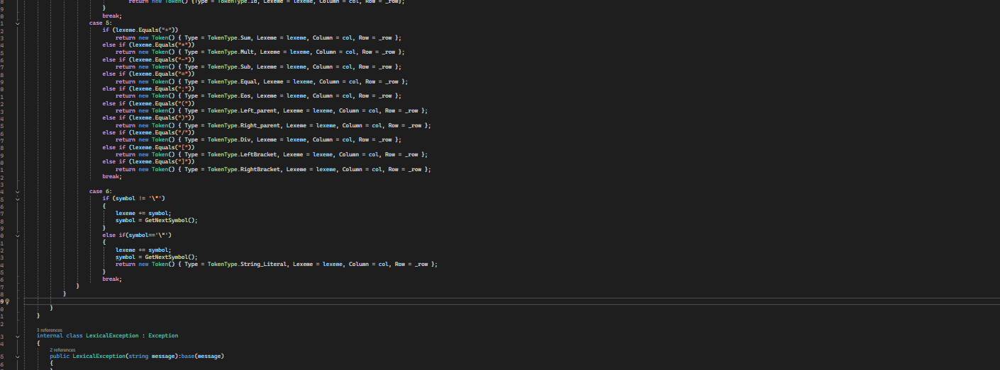 return new Token() {Type = TokenType.Id, Lexeme = lexeme, Column = col, Row = _row};
}
break;
case 5:
if (lexeme.Equals("+"))
return new Token() { Type = TokenType.Sum, Lexeme = lexeme, Column = col, Row = _row };
else if (lexeme.Equals("*"))
return new Token() { Type = TokenType.Mult, Lexeme = lexeme, Column = col, Row = _row };
else if (lexeme.Equals("-"))
return new Token() { Type = TokenType.Sub, Lexeme = lexeme, Column = col, Row = _row };
else if (lexeme.Equals("="))
return new Token() { Type = TokenType.Equal, Lexeme = lexeme, Column = col, Row = _row };
else if (lexeme.Equals(";"))
return new Token() { Type = TokenType.Eos, Lexeme = lexeme, Column = col, Row = _row };
else if (lexeme.Equals("("))
return new Token() { Type = TokenType.Left_parent, Lexeme = lexeme, Column = col, Row = _row };
else if (lexeme.Equals(")"))
return new Token() { Type = TokenType.Right_parent, Lexeme = lexeme, Column = col, Row = _row };
else if (lexeme.Equals("/"))
return new Token() { Type = TokenType.Div, Lexeme = lexeme, Column = col, Row = _row };
else if (lexeme.Equals("["))
return new Token() { Type = TokenType.LeftBracket, Lexeme = lexeme, Column = col, Row = _row };
else if (lexeme.Equals("]"))
return new Token() { Type = TokenType.RightBracket, Lexeme = lexeme, Column = col, Row = _row };
break;
case 6:
if (symbol != '\"')
{
lexeme += symbol;
symbol = GetNextSymbol();
}
else if(symbol=='\"')
{
lexeme += symbol;
symbol = GetNextSymbol();
return new Token() { Type = TokenType.String_Literal, Lexeme = lexeme, Column = col, Row = _row };
}
break;
}
}
}
}
3 references
internal class LexicalException : Exception
{
2 references
public LexicalException(string message):base(message)
{